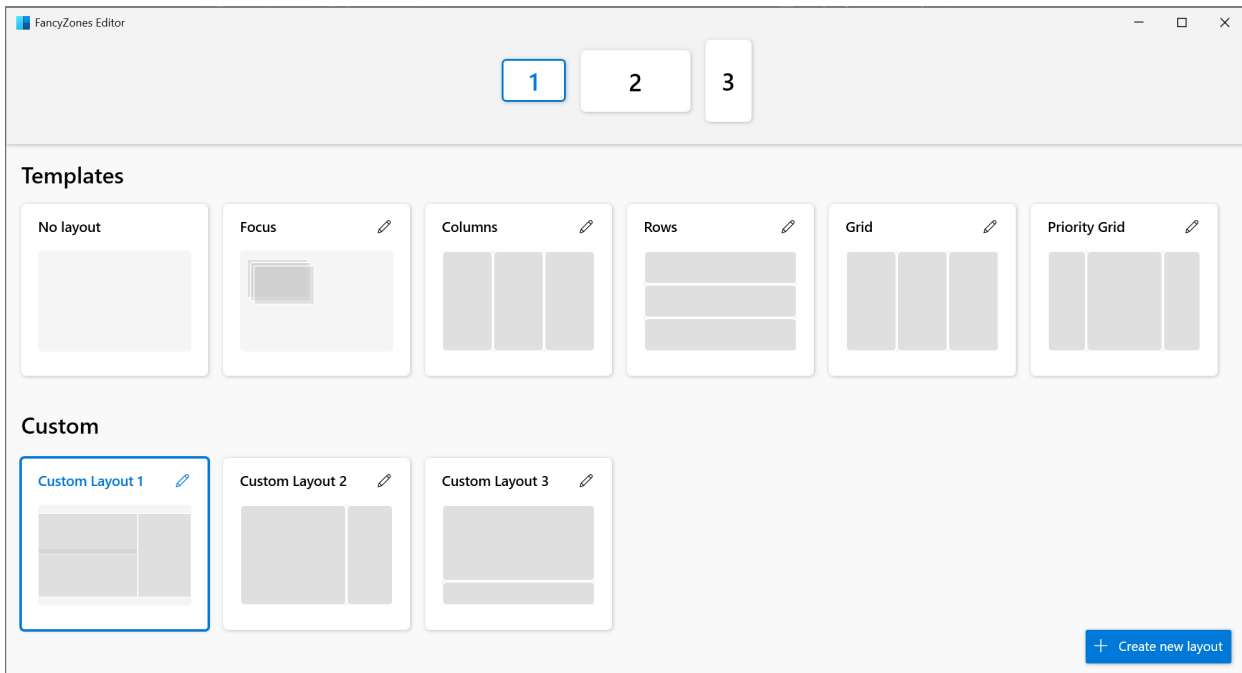 FancyZones Editor
1 2 3
Templates
No layout Focus Columns Rows Grid Priority Grid
Custom
Custom Layout 1 Custom Layout 2 Custom Layout 3
Create new layout